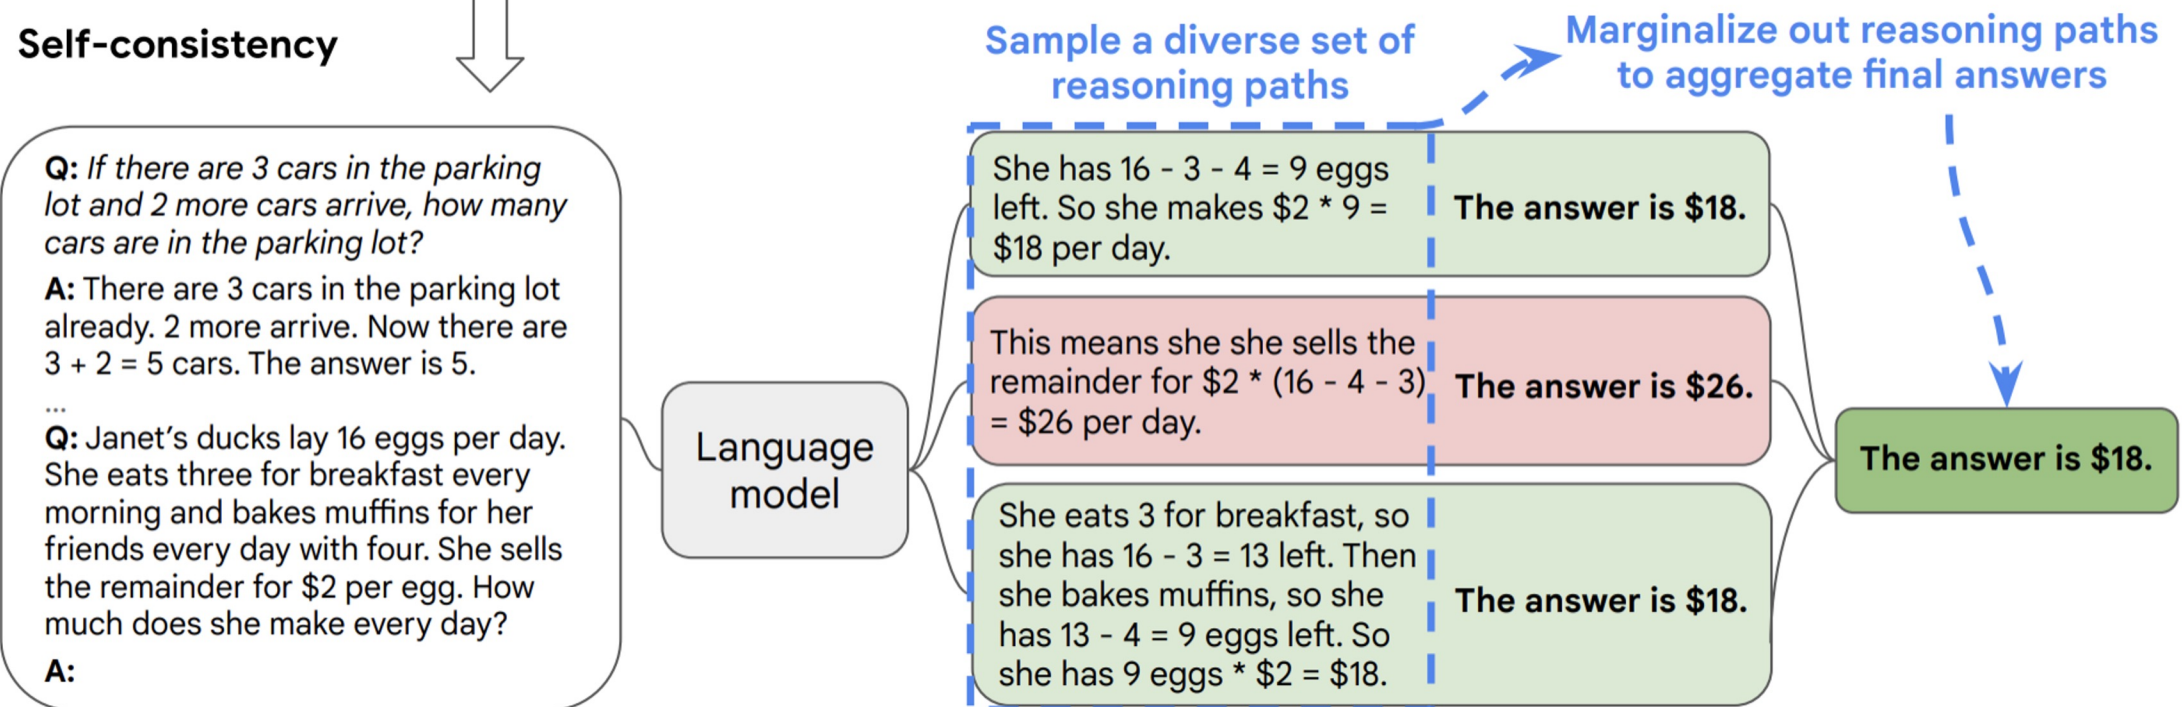 Self-consistency
Sample a diverse set of
reasoning paths
Marginalize out reasoning paths
to aggregate final answers
Q: If there are 3 cars in the parking
lot and 2 more cars arrive, how many
cars are in the parking lot?
A: There are 3 cars in the parking lot
already. 2 more arrive. Now there are
3 + 2 = 5 cars. The answer is 5.
...
Q: Janet's ducks lay 16 eggs per day.
She eats three for breakfast every
morning and bakes muffins for her
friends every day with four. She sells
the remainder for $2 per egg. How
much does she make every day?
A:
Language
model
She has 16 - 3 - 4 = 9 eggs
left. So she makes $2 * 9 =
$18 per day.
The answer is $18.
This means she she sells the
remainder for $2 * (16 - 4 - 3)
= $26 per day.
The answer is $26.
She eats 3 for breakfast, so
she has 16 - 3 = 13 left. Then
she bakes muffins, so she
has 13 - 4 = 9 eggs left. So
she has 9 eggs * $2 = $18.
The answer is $18.
The answer is $18.